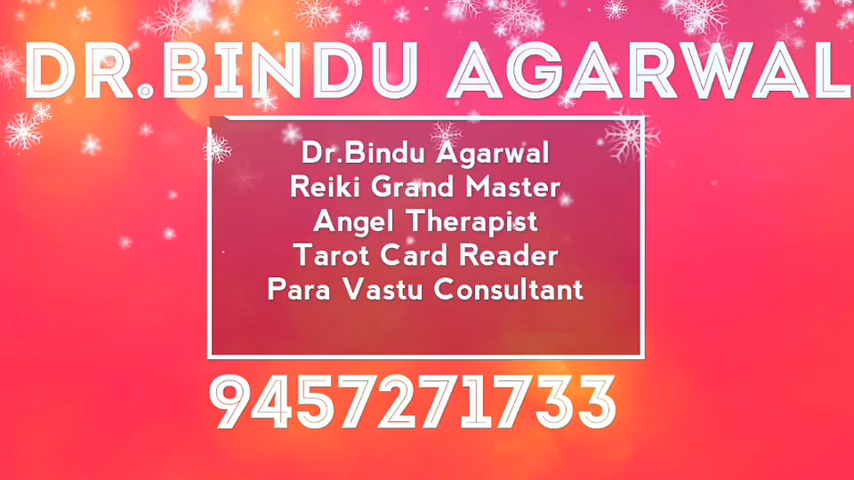 DR.BINDU AGARWAL
Dr.Bindu Agarwal
Reiki Grand Master
Angel Therapist
Tarot Card Reader
Para Vastu Consultant
9457271733